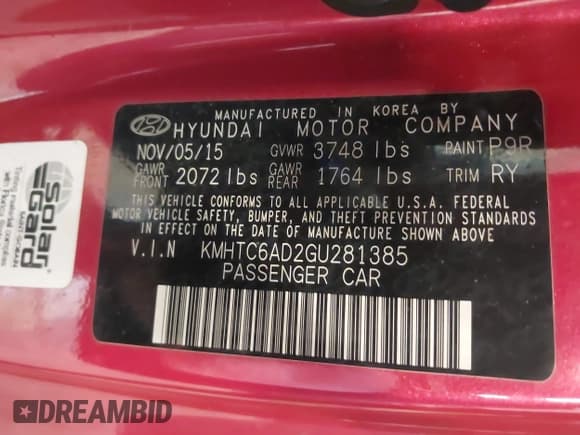 MANUFACTURED IN KOREA BY
HYUNDAI MOTOR COMPANY
NOV/05/15 GVWR 3748 lbs PAINT P9R
GAWR FRONT 2072 lbs GAWR REAR 1764 lbs TRIM RY
THIS VEHICLE CONFORMS TO ALL APPLICABLE U.S.A. FEDERAL
MOTOR VEHICLE SAFETY, BUMPER, AND THEFT PREVENTION STANDARDS
IN EFFECT ON THE DATE OF MANUFACTURE SHOWN ABOVE.
V.I.N KMHTC6AD2GU281385
PASSENGER CAR
Solar
Gard
DREAMBID